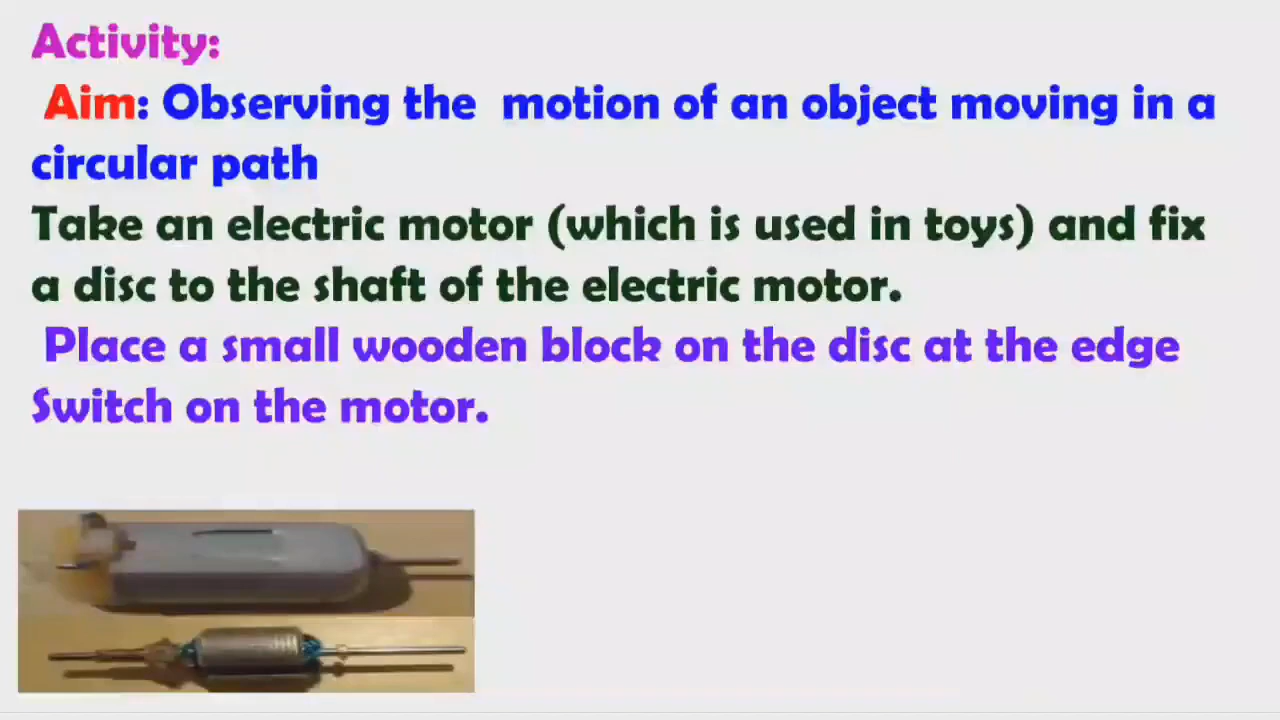 Activity:
Aim: Observing the motion of an object moving in a
circular path
Take an electric motor (which is used in toys) and fix
a disc to the shaft of the electric motor.
Place a small wooden block on the disc at the edge
Switch on the motor.